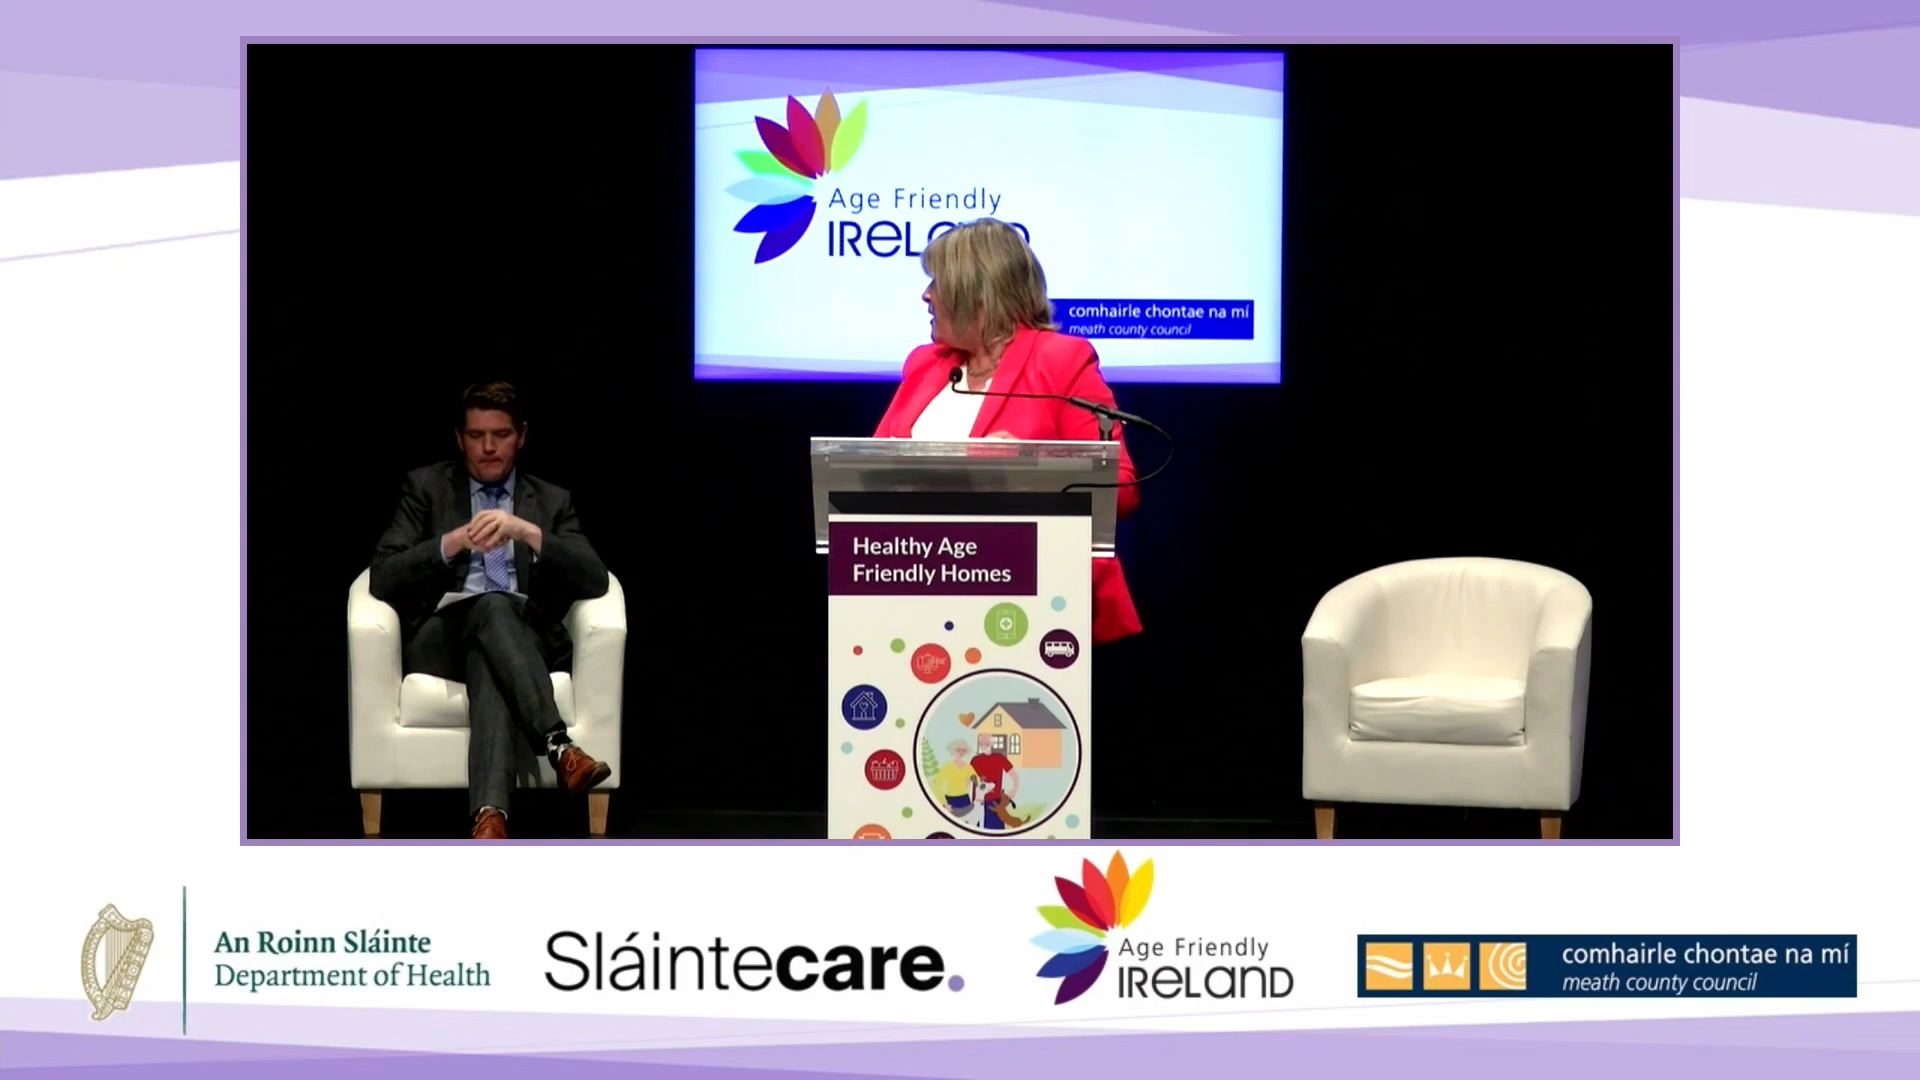 Age Friendly
IREL
comhairle chontae na mí
meath county council
Healthy Age
Friendly Homes
An Roinn Sláinte
Department of Health
Sláintecare.
Age Friendly
IRELAND
comhairle chontae na mí
meath county council